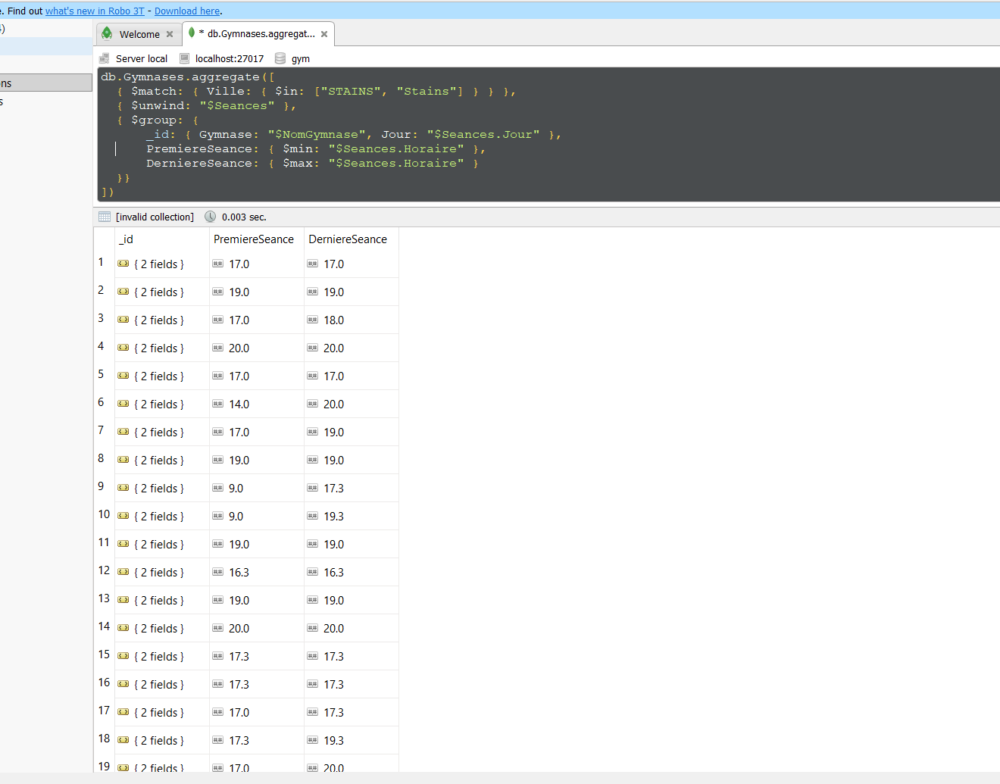 . Find out what's new in Robo 3T - Download here.
)
Welcome
* db.Gymnases.aggregat...
Server local localhost:27017 gym
ns
s
db.Gymnases.aggregate([
{ $match: { Ville: { $in: ["STAINS", "Stains"] } } },
{ $unwind: "$Seances" },
{ $group: {
_id: { Gymnase: "$NomGymnase", Jour: "$Seances.Jour" },
PremiereSeance: { $min: "$Seances.Horaire" },
DerniereSeance: { $max: "$Seances.Horaire" }
}}
])
[invalid collection] 0.003 sec.
_id PremiereSeance DerniereSeance
1 { 2 fields } 17.0 17.0
2 { 2 fields } 19.0 19.0
3 { 2 fields } 17.0 18.0
4 { 2 fields } 20.0 20.0
5 { 2 fields } 17.0 17.0
6 { 2 fields } 14.0 20.0
7 { 2 fields } 17.0 19.0
8 { 2 fields } 19.0 19.0
9 { 2 fields } 9.0 17.3
10 { 2 fields } 9.0 19.3
11 { 2 fields } 19.0 19.0
12 { 2 fields } 16.3 16.3
13 { 2 fields } 19.0 19.0
14 { 2 fields } 20.0 20.0
15 { 2 fields } 17.3 17.3
16 { 2 fields } 17.3 17.3
17 { 2 fields } 17.0 17.3
18 { 2 fields } 17.3 19.3
19 { 2 fields } 17.0 20.0